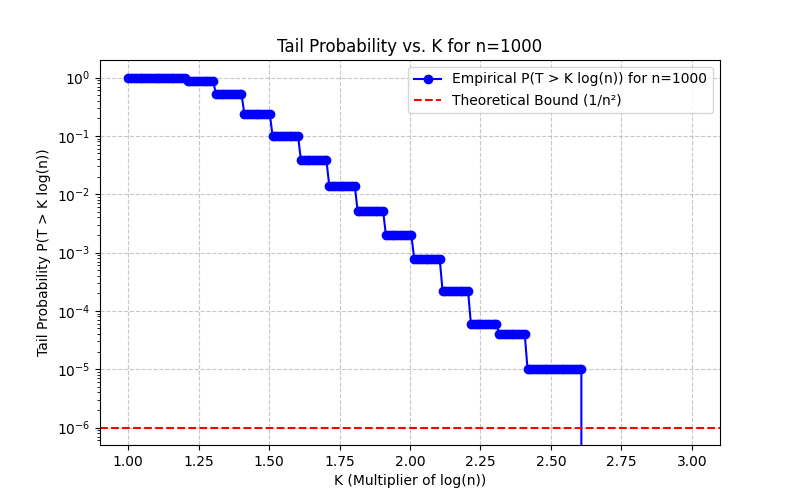 Tail Probability vs. K for n=1000
Empirical P(T > K log(n)) for n=1000
Theoretical Bound (1/n²)
Tail Probability P(T > K log(n))
10⁰
10⁻¹
10⁻²
10⁻³
10⁻⁴
10⁻⁵
10⁻⁶
1.00 1.25 1.50 1.75 2.00 2.25 2.50 2.75 3.00
K (Multiplier of log(n))